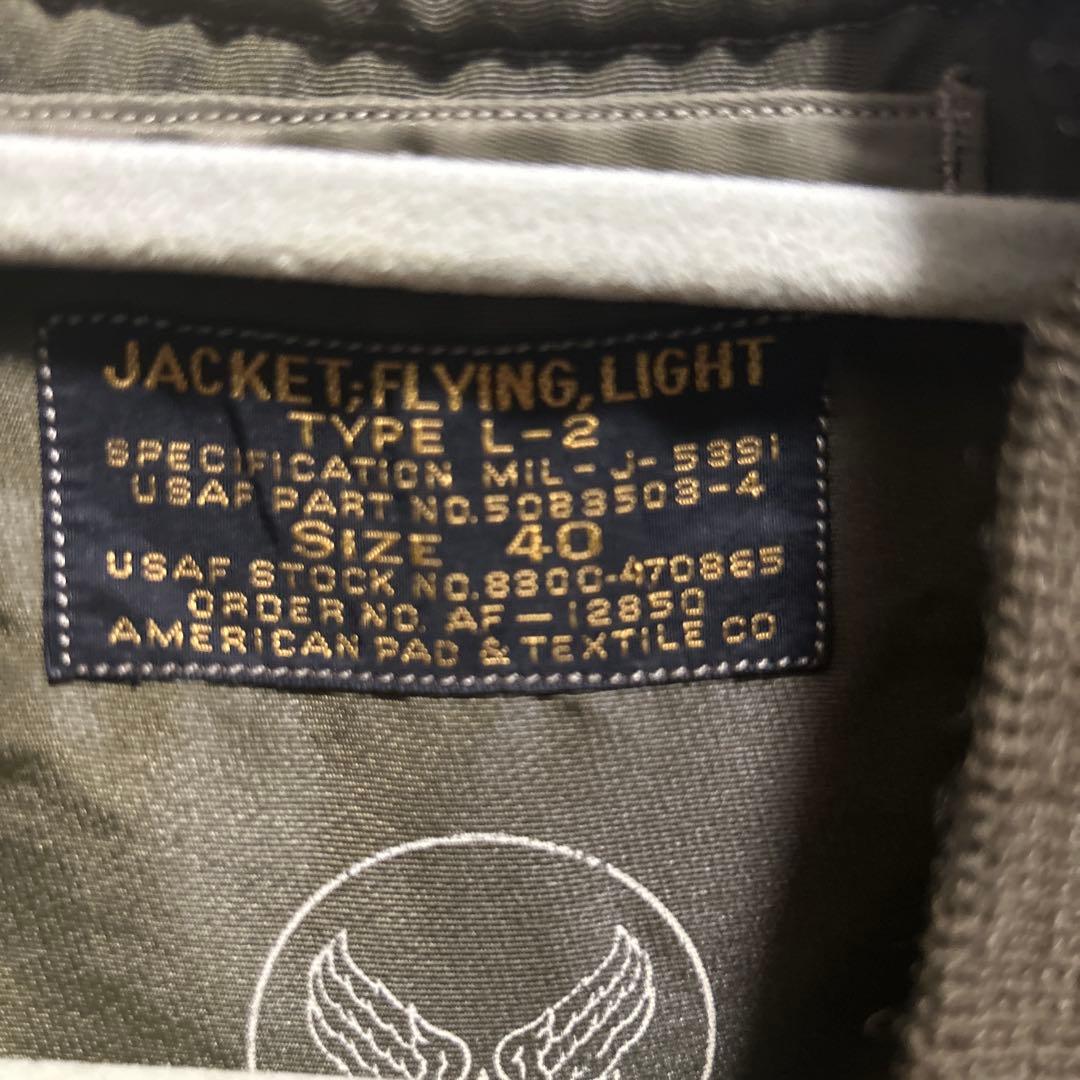 JACKET; FLYING, LIGHT
TYPE L-2
SPECIFICATION MIL-J-5391
USAF PART NO. 5083503-4
SIZE 40
USAF STOCK NO. 8300-470865
ORDER NO. AF-12850
AMERICAN PAD & TEXTILE CO